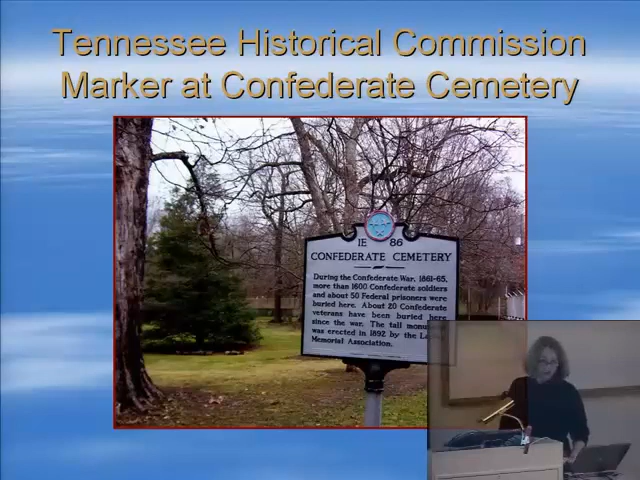 Tennessee Historical Commission
Marker at Confederate Cemetery
IE 86
CONFEDERATE CEMETERY
During the Confederate War, 1861-65,
more than 1600 Confederate soldiers
and about 50 Federal prisoners were
buried here. About 20 Confederate
veterans have been buried here
since the war. The tall
was erected in 1892 by the
Memorial Association.